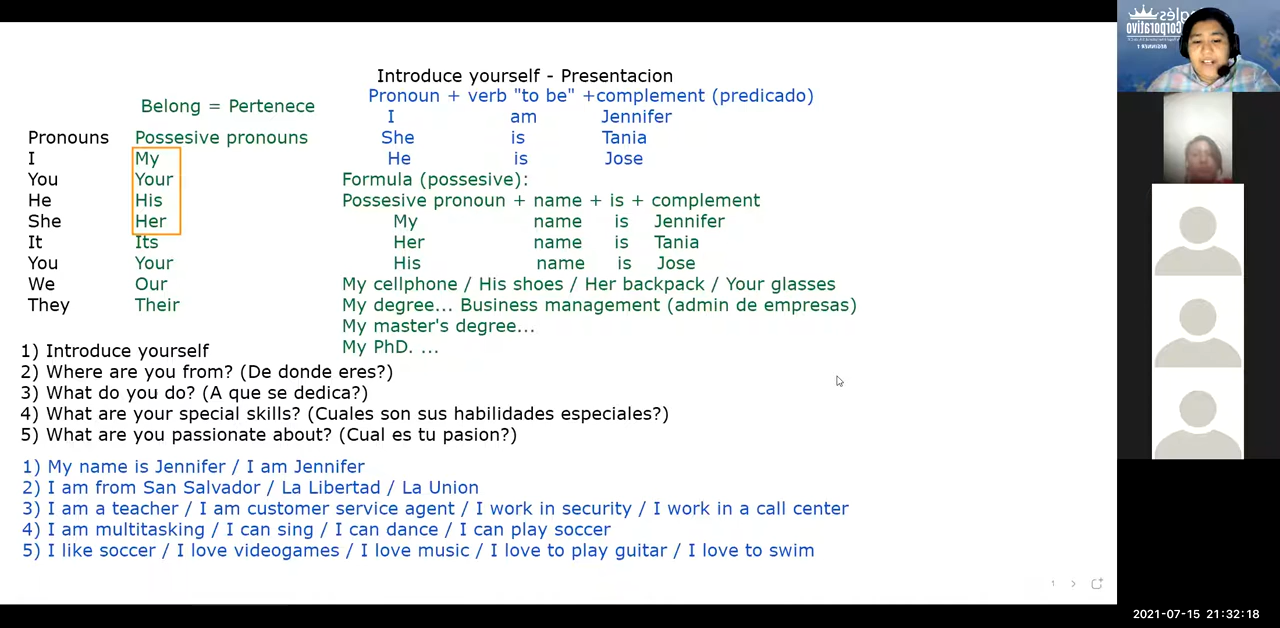 Introduce yourself - Presentacion
Pronoun + verb "to be" +complement (predicado)
I am Jennifer
She is Tania
He is Jose
Belong = Pertenece
Pronouns Possesive pronouns
I My
You Your
He His
She Her
It Its
You Your
We Our
They Their
Formula (possesive):
Possesive pronoun + name + is + complement
My name is Jennifer
Her name is Tania
His name is Jose
My cellphone / His shoes / Her backpack / Your glasses
My degree... Business management (admin de empresas)
My master's degree...
My PhD. ...
1) Introduce yourself
2) Where are you from? (De donde eres?)
3) What do you do? (A que se dedica?)
4) What are your special skills? (Cuales son sus habilidades especiales?)
5) What are you passionate about? (Cual es tu pasion?)
1) My name is Jennifer / I am Jennifer
2) I am from San Salvador / La Libertad / La Union
3) I am a teacher / I am customer service agent / I work in security / I work in a call center
4) I am multitasking / I can sing / I can dance / I can play soccer
5) I like soccer / I love videogames / I love music / I love to play guitar / I love to swim
1
2021-07-15 21:32:18